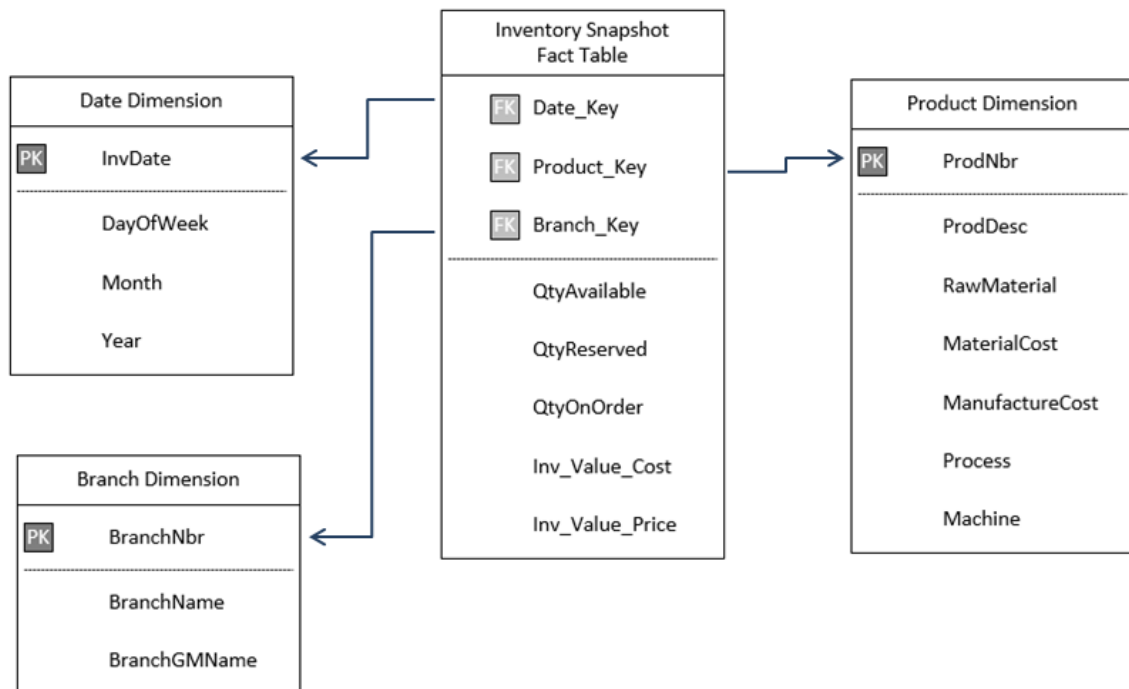 Date Dimension
PK InvDate
DayOfWeek
Month
Year
Branch Dimension
PK BranchNbr
BranchName
BranchGMName
Inventory Snapshot
Fact Table
FK Date_Key
FK Product_Key
FK Branch_Key
QtyAvailable
QtyReserved
QtyOnOrder
Inv_Value_Cost
Inv_Value_Price
Product Dimension
PK ProdNbr
ProdDesc
RawMaterial
MaterialCost
ManufactureCost
Process
Machine